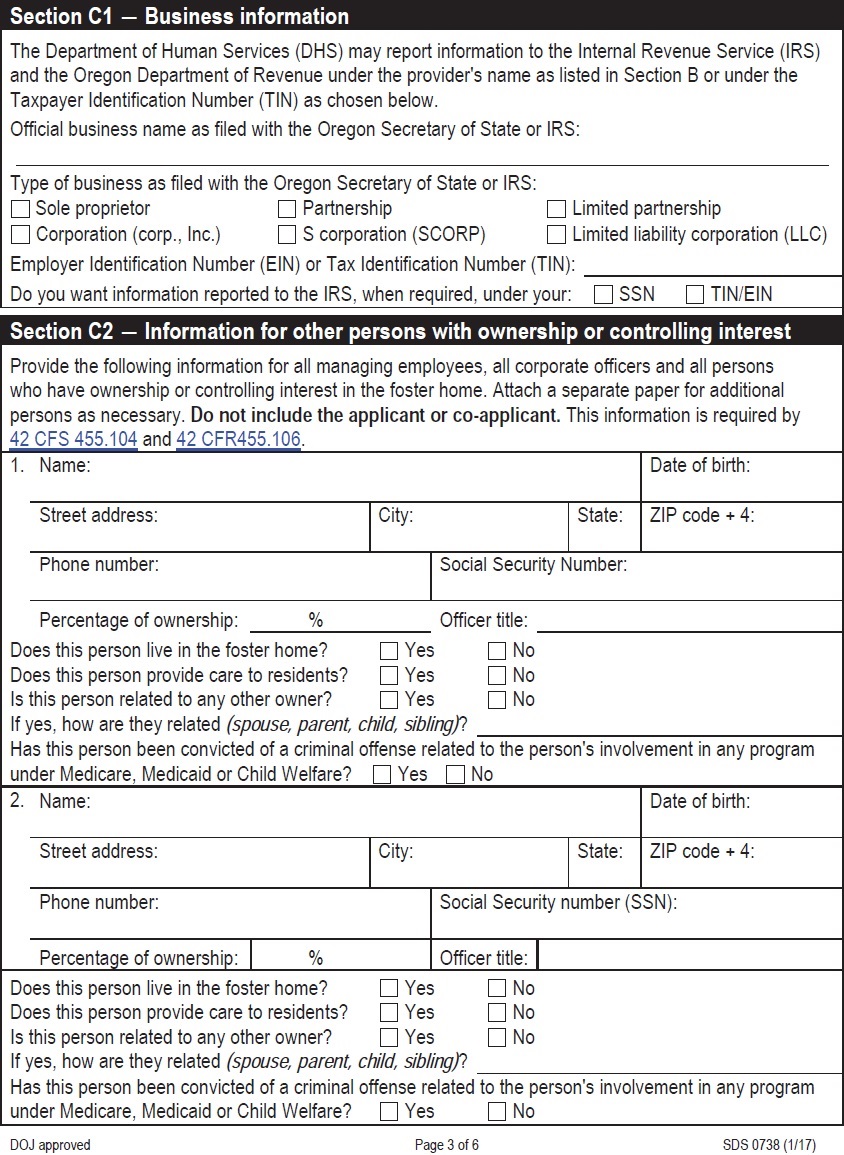 Section C1 — Business information
The Department of Human Services (DHS) may report information to the Internal Revenue Service (IRS)
and the Oregon Department of Revenue under the provider's name as listed in Section B or under the
Taxpayer Identification Number (TIN) as chosen below.
Official business name as filed with the Oregon Secretary of State or IRS:
Type of business as filed with the Oregon Secretary of State or IRS:
Sole proprietor Partnership Limited partnership
Corporation (corp., Inc.) S corporation (SCORP) Limited liability corporation (LLC)
Employer Identification Number (EIN) or Tax Identification Number (TIN):
Do you want information reported to the IRS, when required, under your: SSN TIN/EIN
Section C2 — Information for other persons with ownership or controlling interest
Provide the following information for all managing employees, all corporate officers and all persons
who have ownership or controlling interest in the foster home. Attach a separate paper for additional
persons as necessary. Do not include the applicant or co-applicant. This information is required by
42 CFS 455.104 and 42 CFR455.106.
1. Name: Date of birth:
Street address: City: State: ZIP code + 4:
Phone number: Social Security Number:
Percentage of ownership: % Officer title:
Does this person live in the foster home? Yes No
Does this person provide care to residents? Yes No
Is this person related to any other owner? Yes No
If yes, how are they related (spouse, parent, child, sibling)?
Has this person been convicted of a criminal offense related to the person's involvement in any program
under Medicare, Medicaid or Child Welfare? Yes No
2. Name: Date of birth:
Street address: City: State: ZIP code + 4:
Phone number: Social Security number (SSN):
Percentage of ownership: % Officer title:
Does this person live in the foster home? Yes No
Does this person provide care to residents? Yes No
Is this person related to any other owner? Yes No
If yes, how are they related (spouse, parent, child, sibling)?
Has this person been convicted of a criminal offense related to the person's involvement in any program
under Medicare, Medicaid or Child Welfare? Yes No
DOJ approved Page 3 of 6 SDS 0738 (1/17)